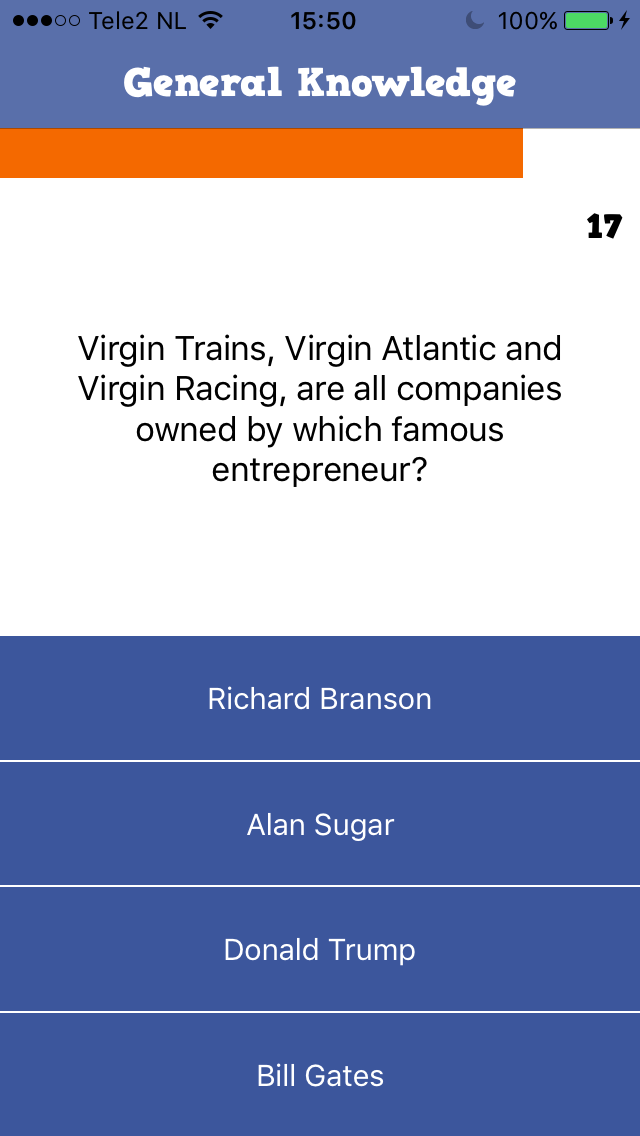 Tele2 NL 15:50 100%
General Knowledge
17
Virgin Trains, Virgin Atlantic and
Virgin Racing, are all companies
owned by which famous
entrepreneur?
Richard Branson
Alan Sugar
Donald Trump
Bill Gates